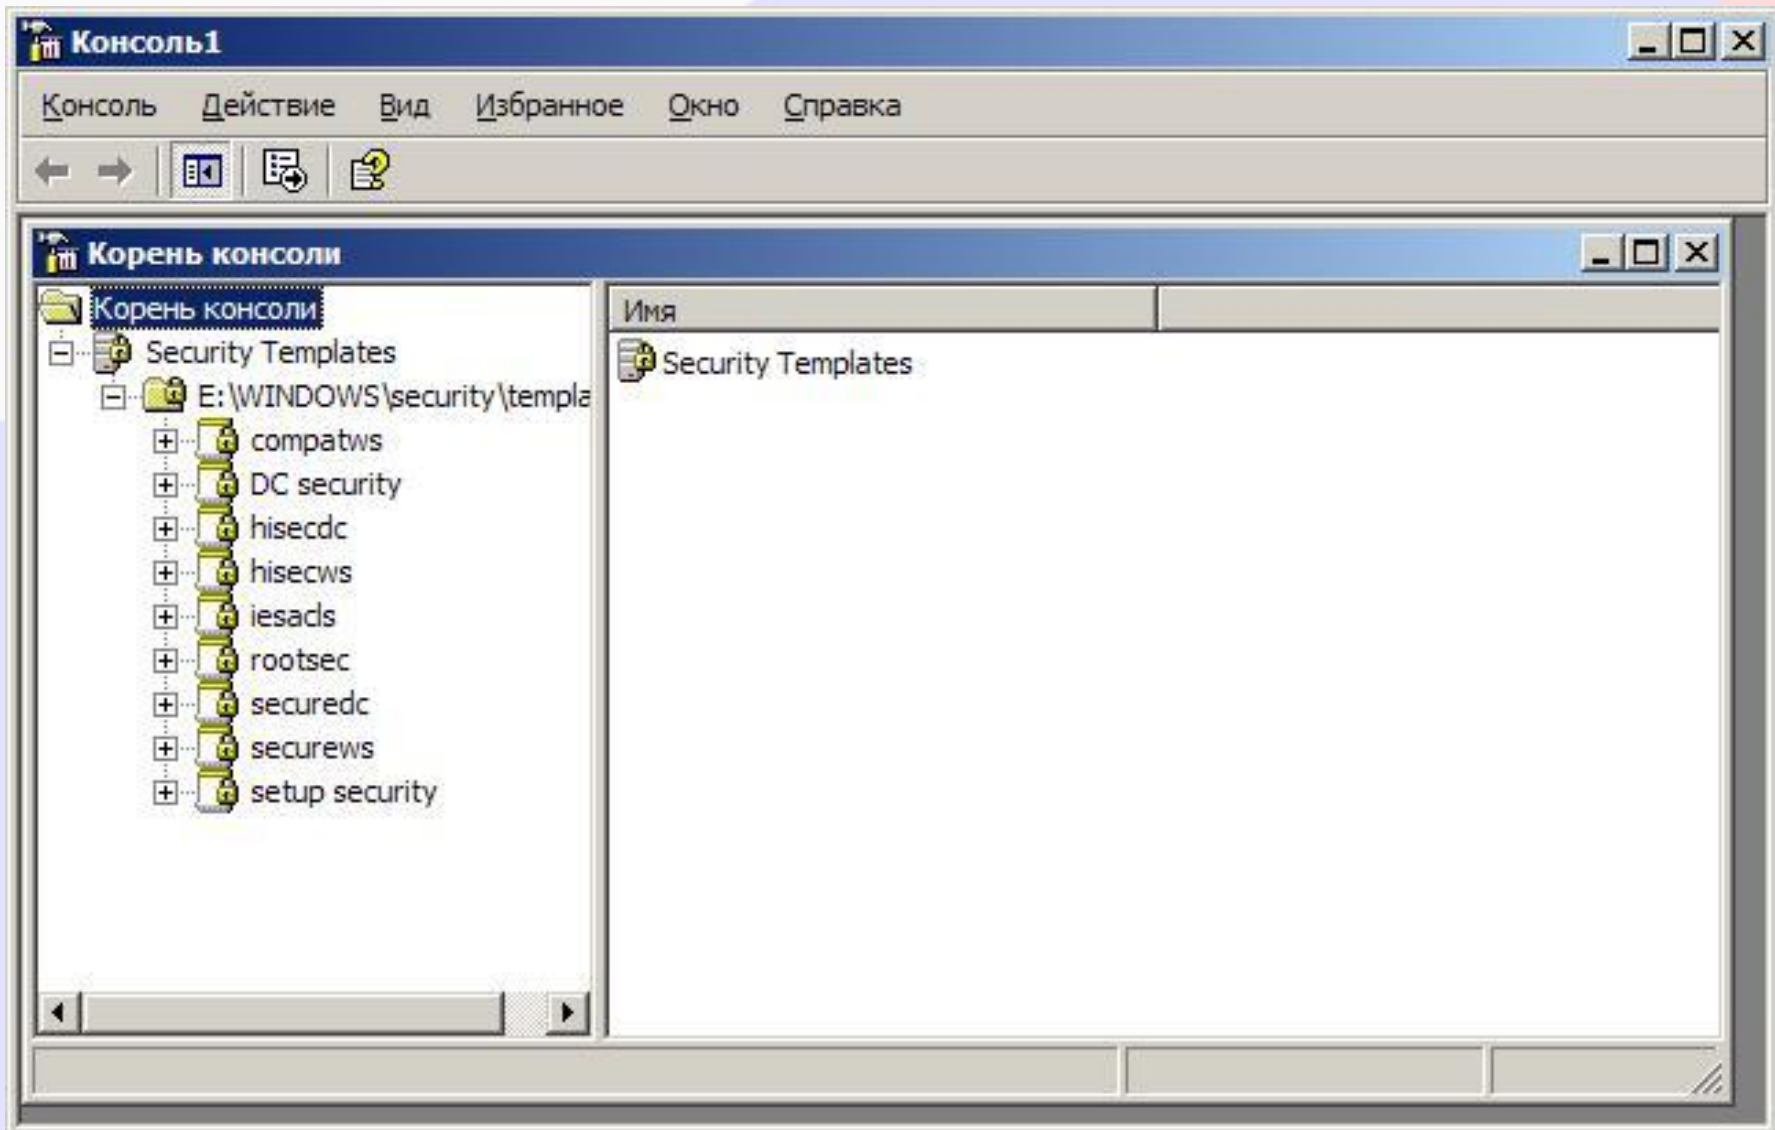 Консоль1
Консоль Действие Вид Избранное Окно Справка
Корень консоли
Корень консоли
Security Templates
E:\WINDOWS\security\templa
compatws
DC security
hisecdc
hisecws
iesacls
rootsec
securedc
securews
setup security
Имя
Security Templates